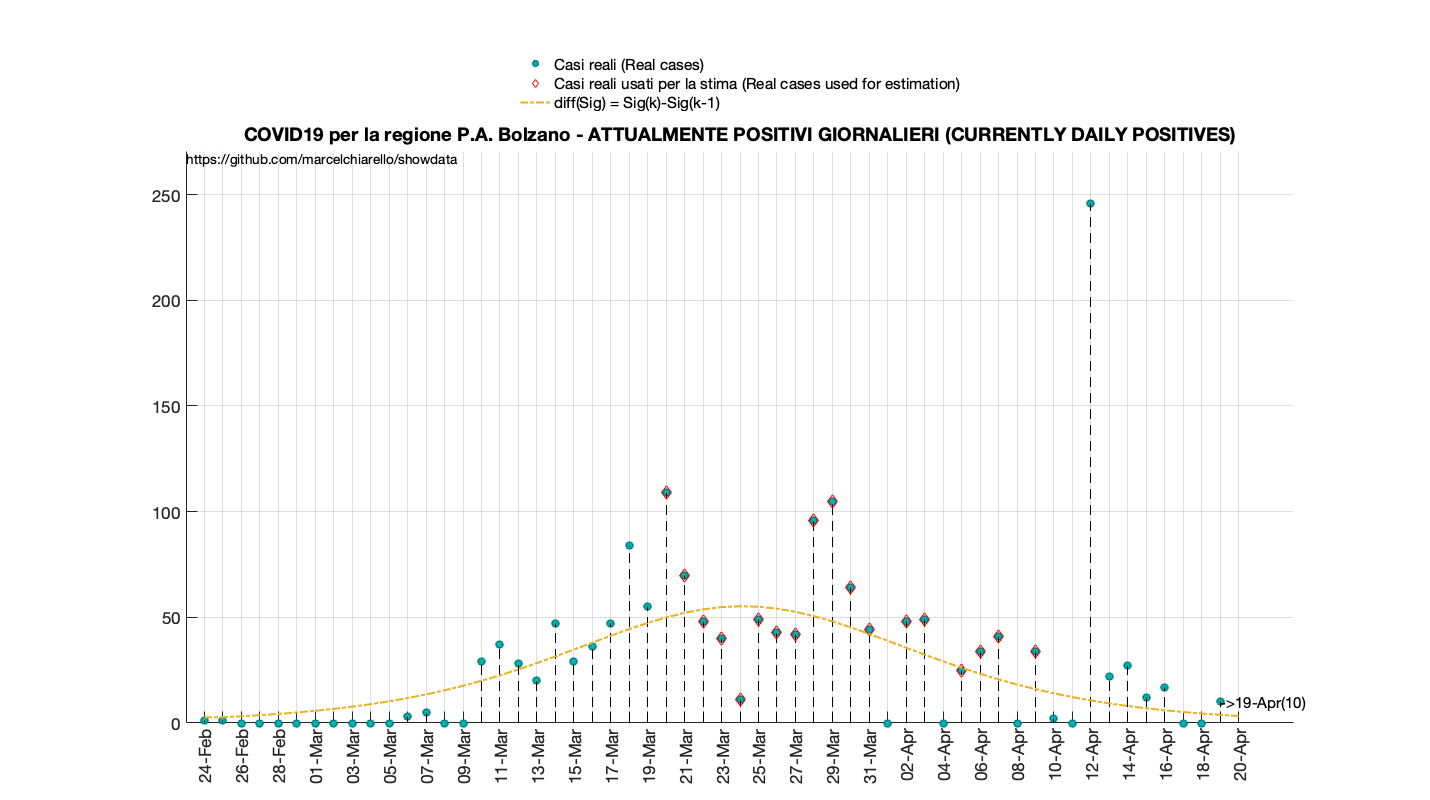 Casi reali (Real cases)
Casi reali usati per la stima (Real cases used for estimation)
diff(Sig) = Sig(k)-Sig(k-1)
COVID19 per la regione P.A. Bolzano - ATTUALMENTE POSITIVI GIORNALIERI (CURRENTLY DAILY POSITIVES)
https://github.com/marcelchiarello/showdata
250
200
150
100
50
0
->19-Apr(10)
24-Feb
26-Feb
28-Feb
01-Mar
03-Mar
05-Mar
07-Mar
09-Mar
11-Mar
13-Mar
15-Mar
17-Mar
19-Mar
21-Mar
23-Mar
25-Mar
27-Mar
29-Mar
31-Mar
02-Apr
04-Apr
06-Apr
08-Apr
10-Apr
12-Apr
14-Apr
16-Apr
18-Apr
20-Apr